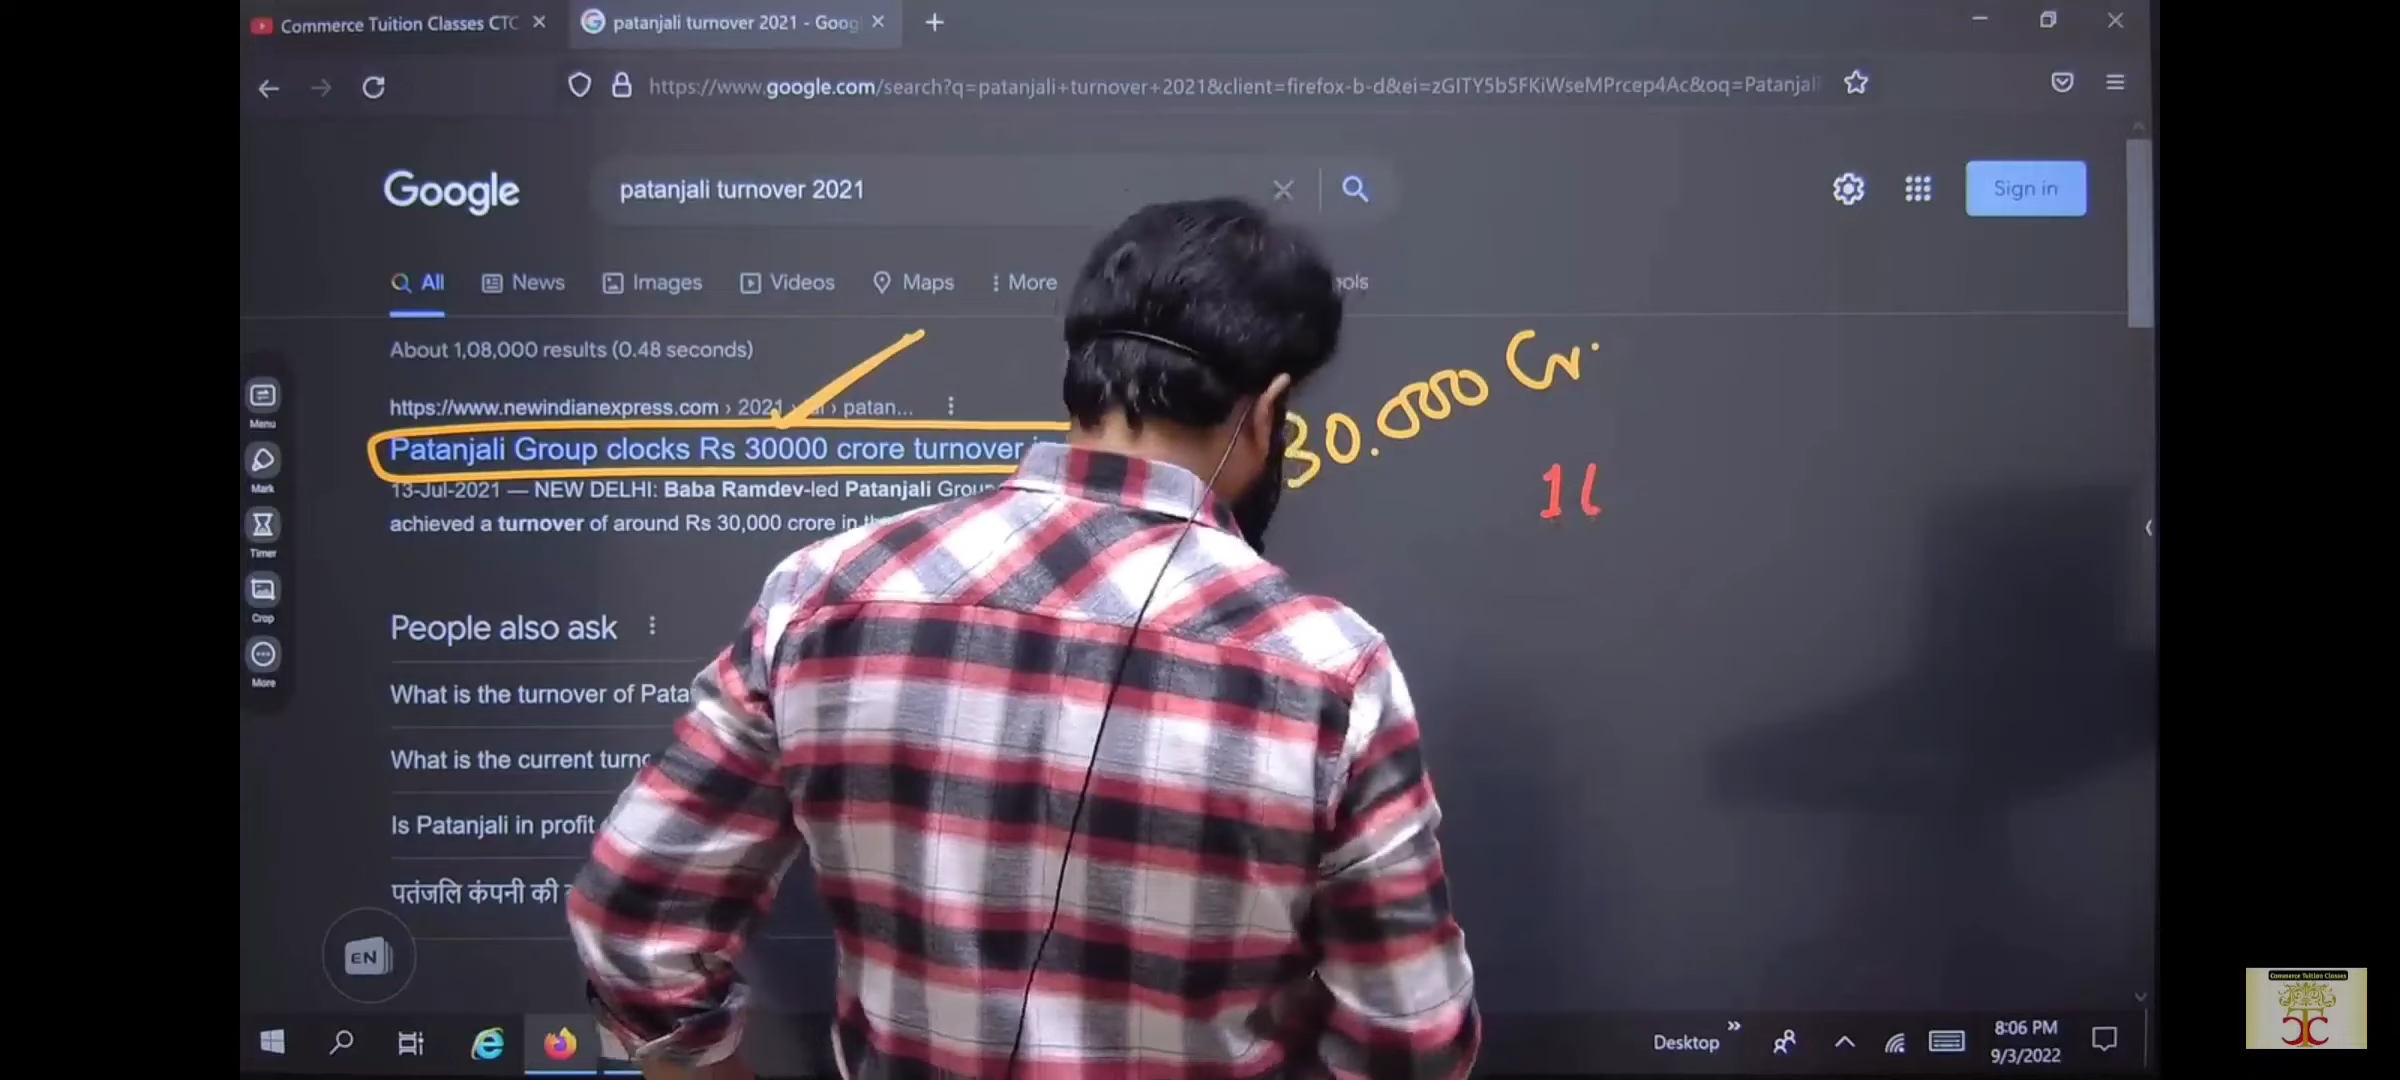 Commerce Tuition Classes CTC
patanjali turnover 2021 - Goog
https://www.google.com/search?q=patanjali+turnover+2021&client=firefox-b-d&ei=zGITY5b5FKiWseMPrcep4Ac&oq=Patanjali
Google
patanjali turnover 2021
Sign in
All News Images Videos Maps More
About 1,08,000 results (0.48 seconds)
https://www.newindianexpress.com › 2021 › patan...
Patanjali Group clocks Rs 30000 crore turnover
30.000 Cr.
13-Jul-2021 — NEW DELHI: Baba Ramdev-led Patanjali
achieved a turnover of around Rs 30,000 crore in
People also ask
What is the turnover of
What is the current
Is Patanjali in profit
पतंजलि कंपनी की
Menu
Mark
Timer
Crop
More
EN
Desktop
8:06 PM
9/3/2022
Commerce Tuition Classes